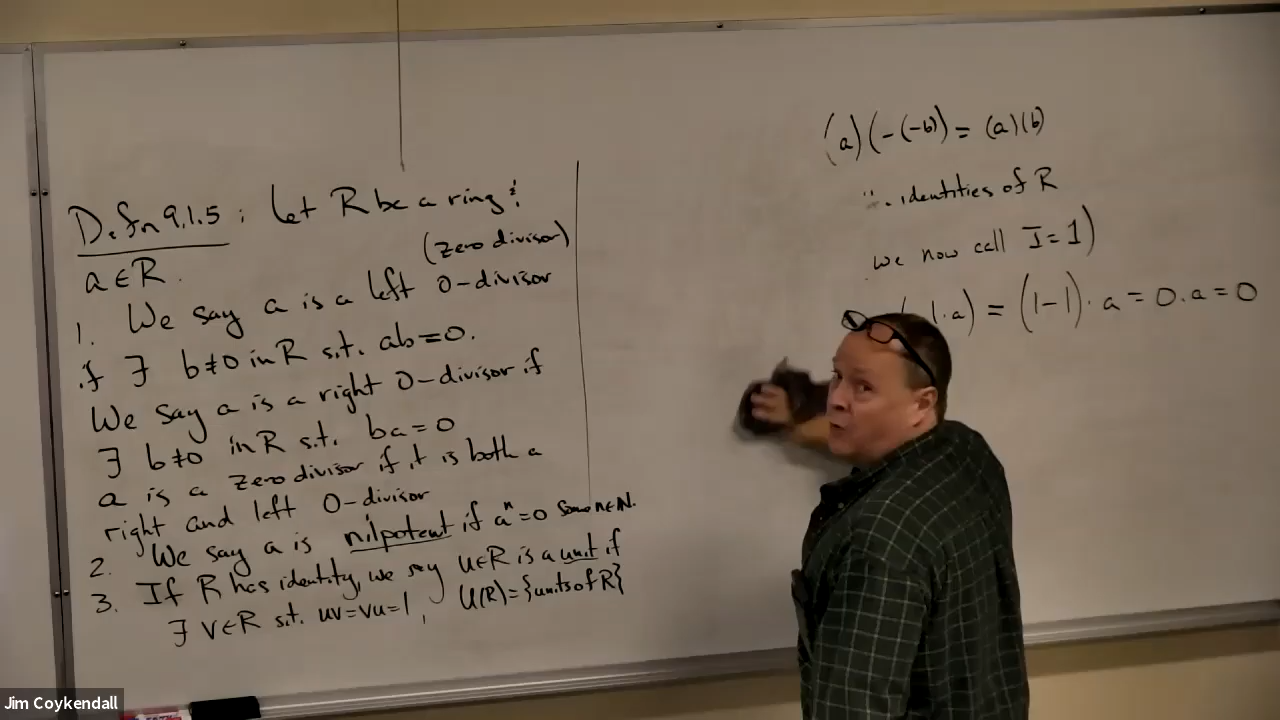 Defn 9.1.5: Let R be a ring &
a ∈ R.
(zero divisor)
1. We say a is a left 0-divisor
if ∃ b≠0 in R s.t. ab=0.
We say a is a right 0-divisor if
∃ b≠0 in R s.t. ba=0
a is a zero divisor if it is both a
right and left 0-divisor
2. We say a is nilpotent if aⁿ=0 some n∈ℕ.
3. If R has identity, we say u∈R is a unit if
∃ v∈R s.t. uv=vu=1, U(R)={units of R}
(a)(-(-b)) = (a)(b)
identities of R
we now call I=1)
1·a) = (1-1)·a = 0·a = 0
Jim Coykendall